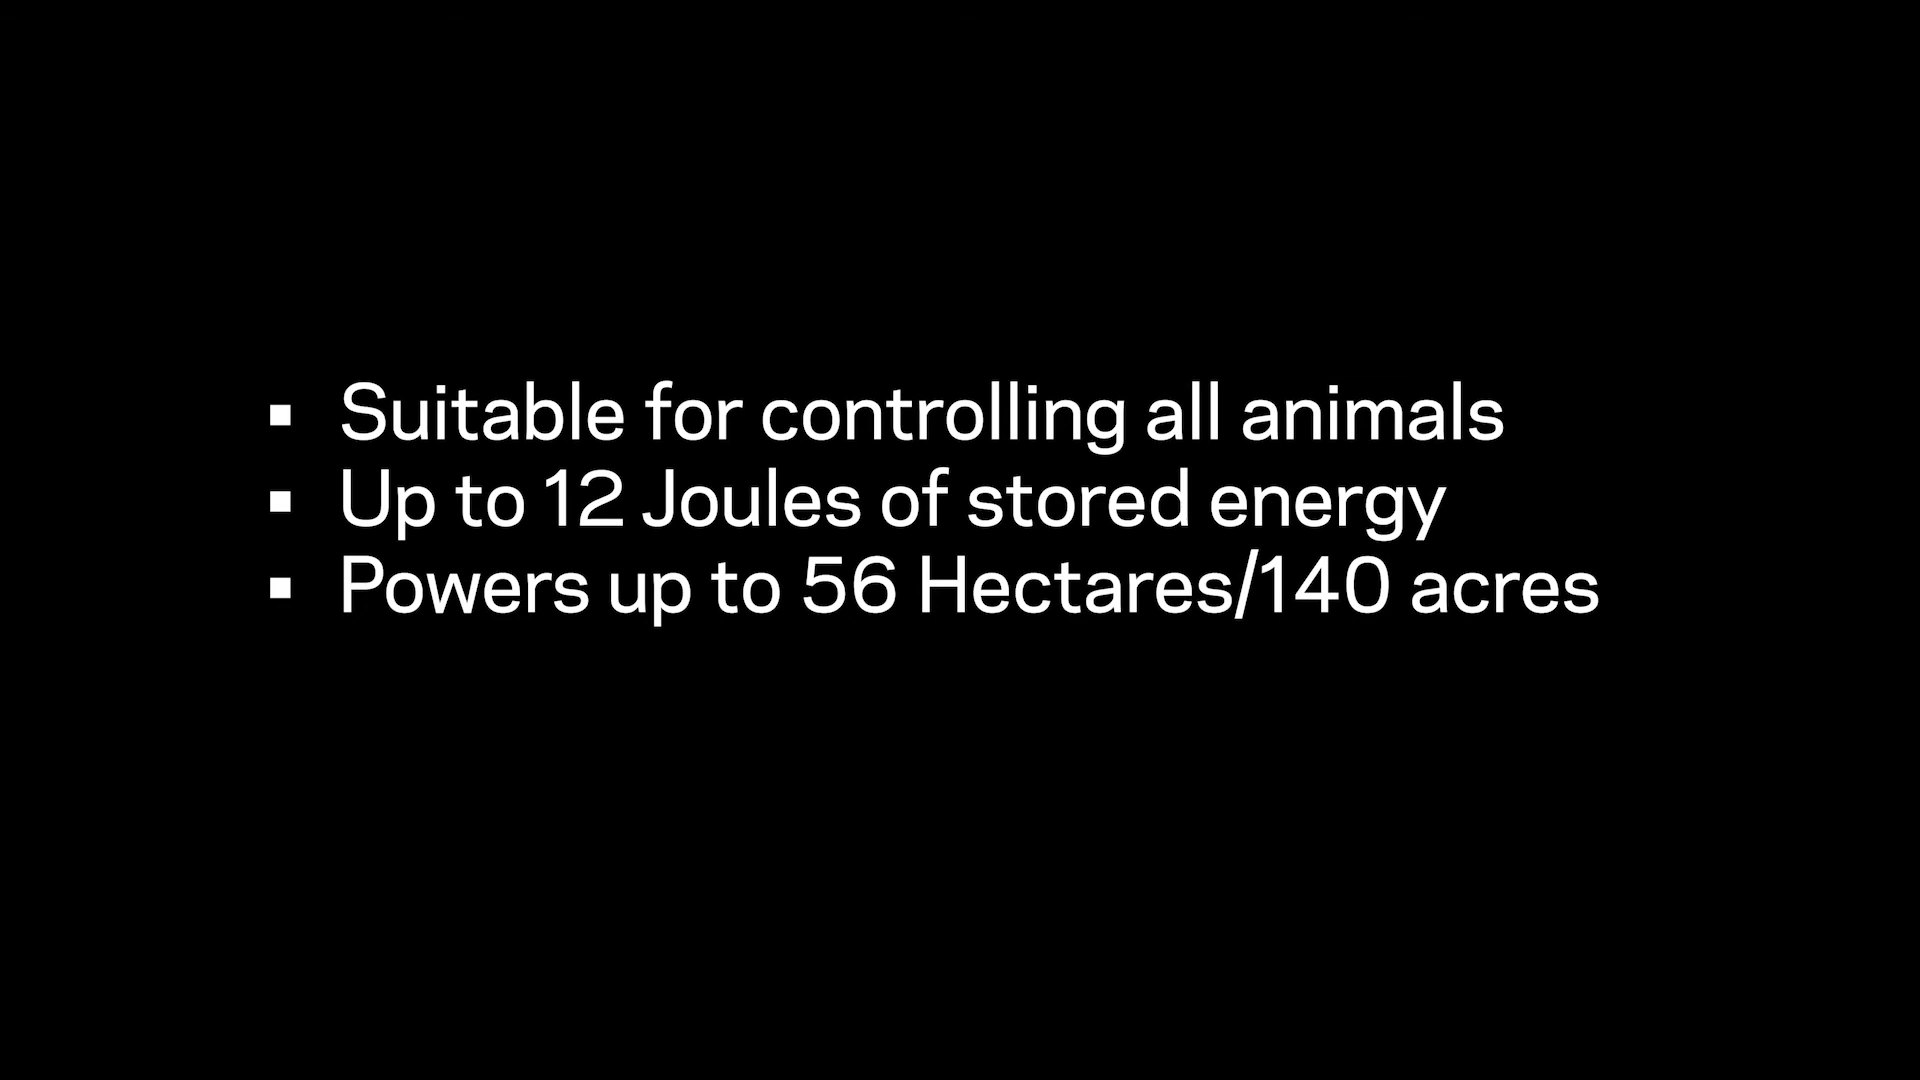 ▪ Suitable for controlling all animals
▪ Up to 12 Joules of stored energy
▪ Powers up to 56 Hectares/140 acres